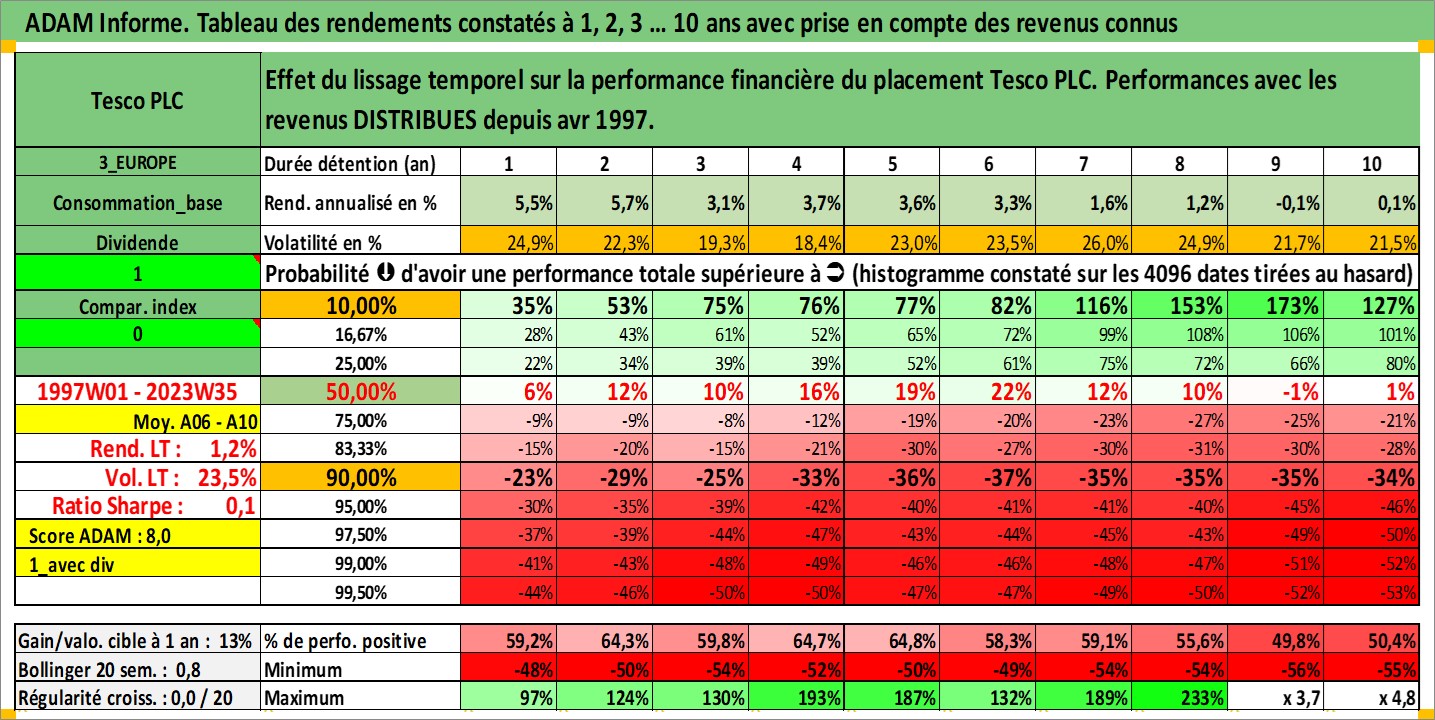 ADAM Informe. Tableau des rendements constatés à 1, 2, 3 ... 10 ans avec prise en compte des revenus connus
Tesco PLC
Effet du lissage temporel sur la performance financière du placement Tesco PLC. Performances avec les
revenus DISTRIBUES depuis avr 1997.
3_EUROPE Durée détention (an) 1 2 3 4 5 6 7 8 9 10
Consommation_base Rend. annualisé en % 5,5% 5,7% 3,1% 3,7% 3,6% 3,3% 1,6% 1,2% -0,1% 0,1%
Dividende Volatilité en % 24,9% 22,3% 19,3% 18,4% 23,0% 23,5% 26,0% 24,9% 21,7% 21,5%
1 Probabilité ⬇ d'avoir une performance totale supérieure à ➲ (histogramme constaté sur les 4096 dates tirées au hasard)
Compar. index 10,00% 35% 53% 75% 76% 77% 82% 116% 153% 173% 127%
0 16,67% 28% 43% 61% 52% 65% 72% 99% 108% 106% 101%
25,00% 22% 34% 39% 39% 52% 61% 75% 72% 66% 80%
1997W01 - 2023W35 50,00% 6% 12% 10% 16% 19% 22% 12% 10% -1% 1%
Moy. A06 - A10 75,00% -9% -9% -8% -12% -19% -20% -23% -27% -25% -21%
Rend. LT : 1,2% 83,33% -15% -20% -15% -21% -30% -27% -30% -31% -30% -28%
Vol. LT : 23,5% 90,00% -23% -29% -25% -33% -36% -37% -35% -35% -35% -34%
Ratio Sharpe : 0,1 95,00% -30% -35% -39% -42% -40% -41% -41% -40% -45% -46%
Score ADAM : 8,0 97,50% -37% -39% -44% -47% -43% -44% -45% -43% -49% -50%
1_avec div 99,00% -41% -43% -48% -49% -46% -46% -48% -47% -51% -52%
99,50% -44% -46% -50% -50% -47% -47% -49% -50% -52% -53%
Gain/valo. cible à 1 an : 13% % de perfo. positive 59,2% 64,3% 59,8% 64,7% 64,8% 58,3% 59,1% 55,6% 49,8% 50,4%
Bollinger 20 sem. : 0,8 Minimum -48% -50% -54% -52% -50% -49% -54% -54% -56% -55%
Régularité croiss. : 0,0 / 20 Maximum 97% 124% 130% 193% 187% 132% 189% 233% x 3,7 x 4,8